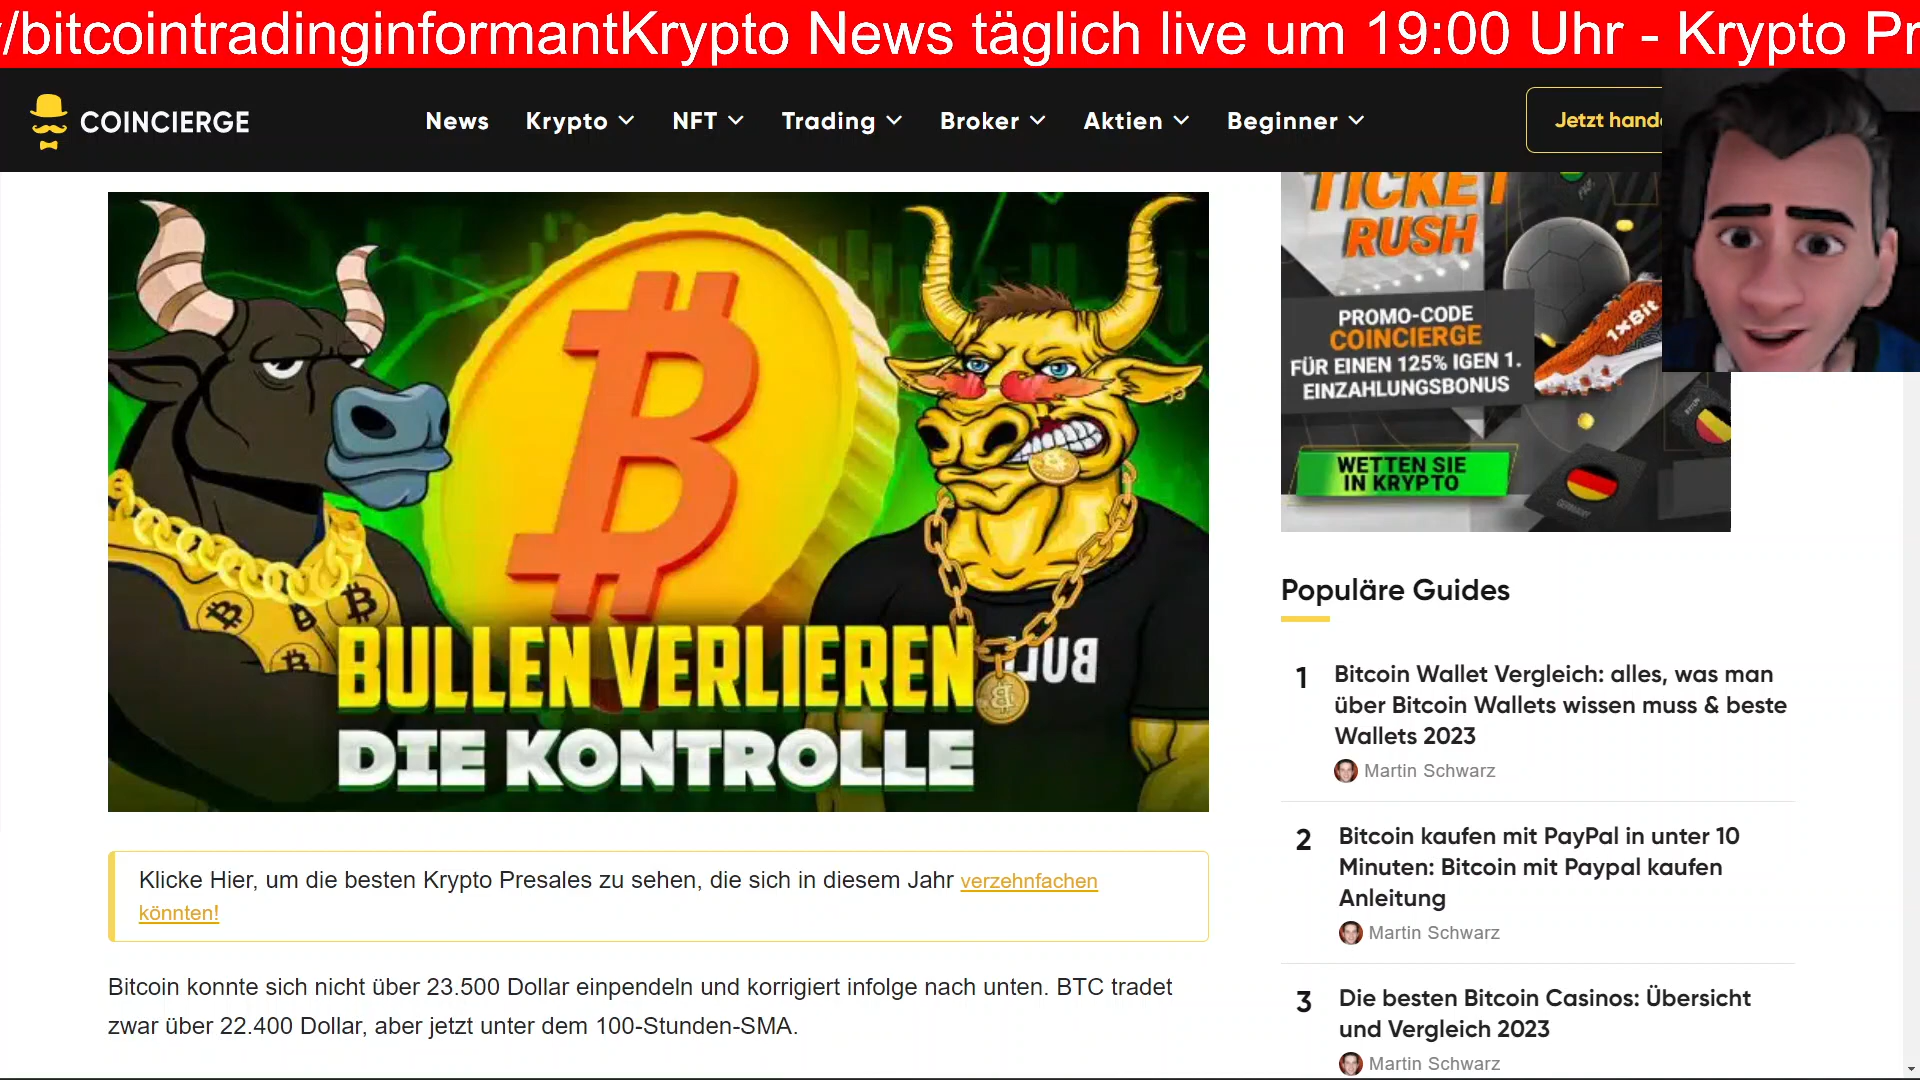 /bitcointradinginformantKrypto News täglich live um 19:00 Uhr - Krypto Pr
COINCIERGE
News Krypto NFT Trading Broker Aktien Beginner
Jetzt hande
TICKET
RUSH
PROMO-CODE
COINCIERGE
FÜR EINEN 125% IGEN 1.
EINZAHLUNGSBONUS
1xBit
WETTEN SIE
IN KRYPTO
GERMANY
BULL
BULLEN VERLIEREN
DIE KONTROLLE
Klicke Hier, um die besten Krypto Presales zu sehen, die sich in diesem Jahr verzehnfachen
könnten!
Bitcoin konnte sich nicht über 23.500 Dollar einpendeln und korrigiert infolge nach unten. BTC tradet
zwar über 22.400 Dollar, aber jetzt unter dem 100-Stunden-SMA.
Populäre Guides
1
Bitcoin Wallet Vergleich: alles, was man
über Bitcoin Wallets wissen muss & beste
Wallets 2023
Martin Schwarz
2
Bitcoin kaufen mit PayPal in unter 10
Minuten: Bitcoin mit Paypal kaufen
Anleitung
Martin Schwarz
3
Die besten Bitcoin Casinos: Übersicht
und Vergleich 2023
Martin Schwarz